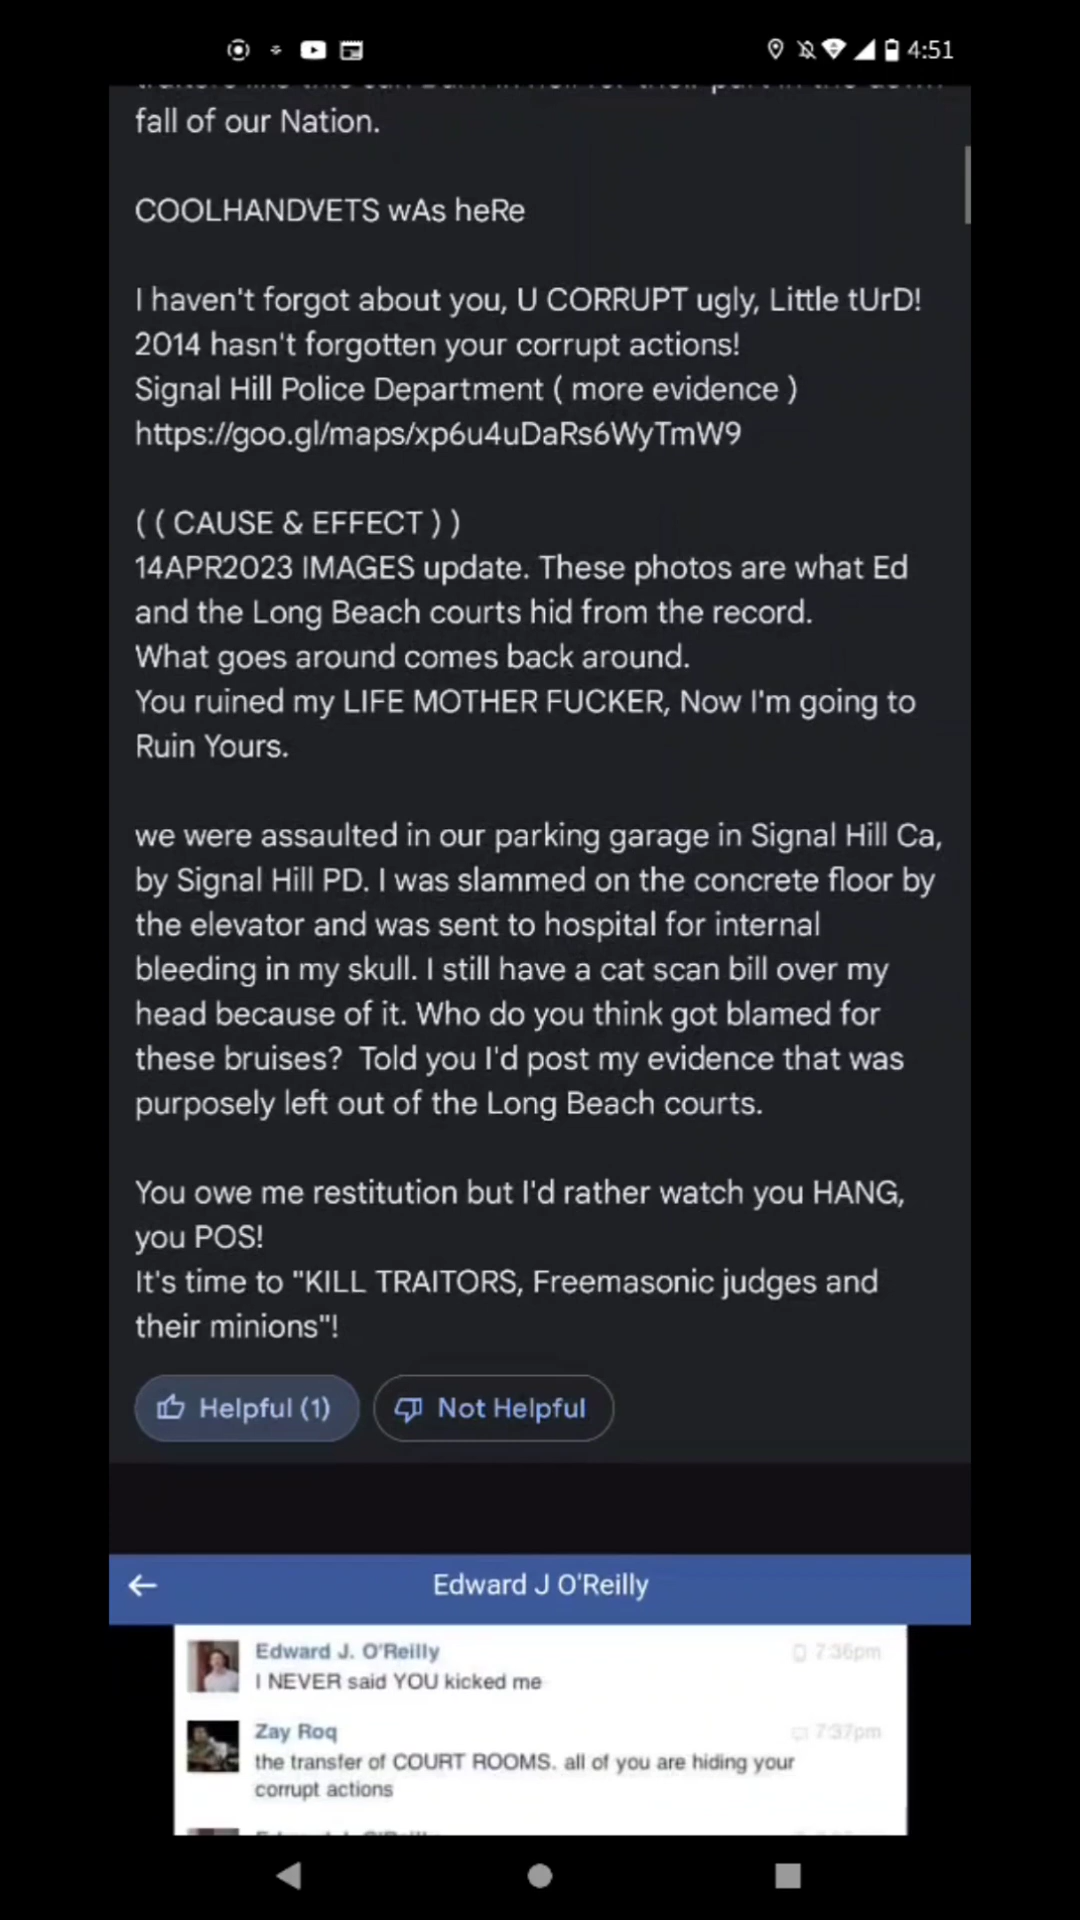 4:51
fall of our Nation.
COOLHANDVETS wAs heRe
I haven't forgot about you, U CORRUPT ugly, Little tUrD!
2014 hasn't forgotten your corrupt actions!
Signal Hill Police Department ( more evidence )
https://goo.gl/maps/xp6u4uDaRs6WyTmW9
( ( CAUSE & EFFECT ) )
14APR2023 IMAGES update. These photos are what Ed
and the Long Beach courts hid from the record.
What goes around comes back around.
You ruined my LIFE MOTHER FUCKER, Now I'm going to
Ruin Yours.
we were assaulted in our parking garage in Signal Hill Ca,
by Signal Hill PD. I was slammed on the concrete floor by
the elevator and was sent to hospital for internal
bleeding in my skull. I still have a cat scan bill over my
head because of it. Who do you think got blamed for
these bruises?  Told you I'd post my evidence that was
purposely left out of the Long Beach courts.
You owe me restitution but I'd rather watch you HANG,
you POS!
It's time to "KILL TRAITORS, Freemasonic judges and
their minions"!
Helpful (1)
Not Helpful
Edward J O'Reilly
Edward J. O'Reilly
7:36pm
I NEVER said YOU kicked me
Zay Roq
7:37pm
the transfer of COURT ROOMS. all of you are hiding your
corrupt actions